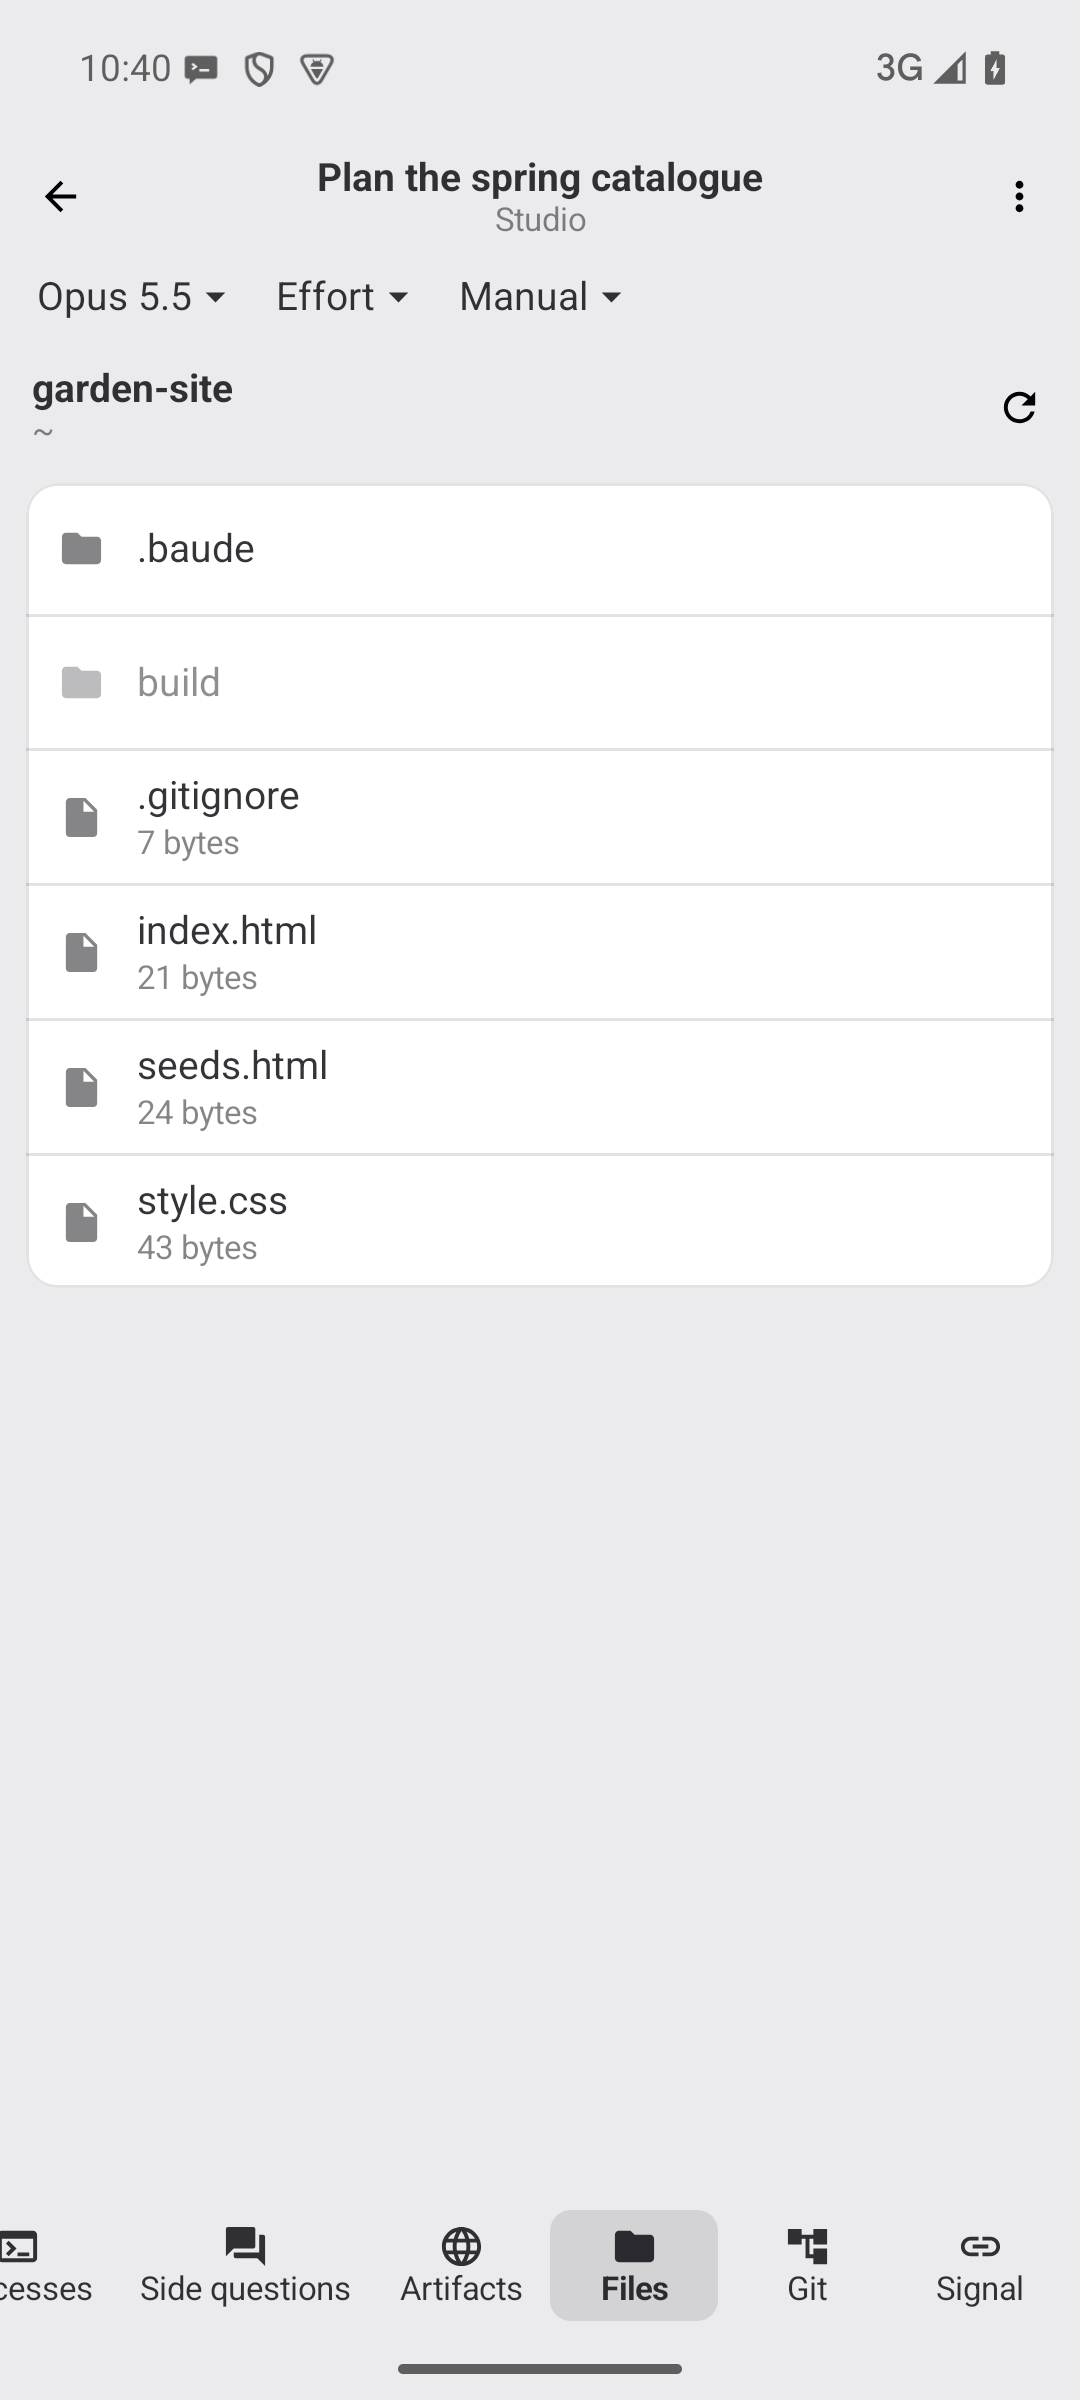 10:40
3G
Plan the spring catalogue
Studio
Opus 5.5
Effort
Manual
garden-site
~
.baude
build
.gitignore
7 bytes
index.html
21 bytes
seeds.html
24 bytes
style.css
43 bytes
cesses
Side questions
Artifacts
Files
Git
Signal